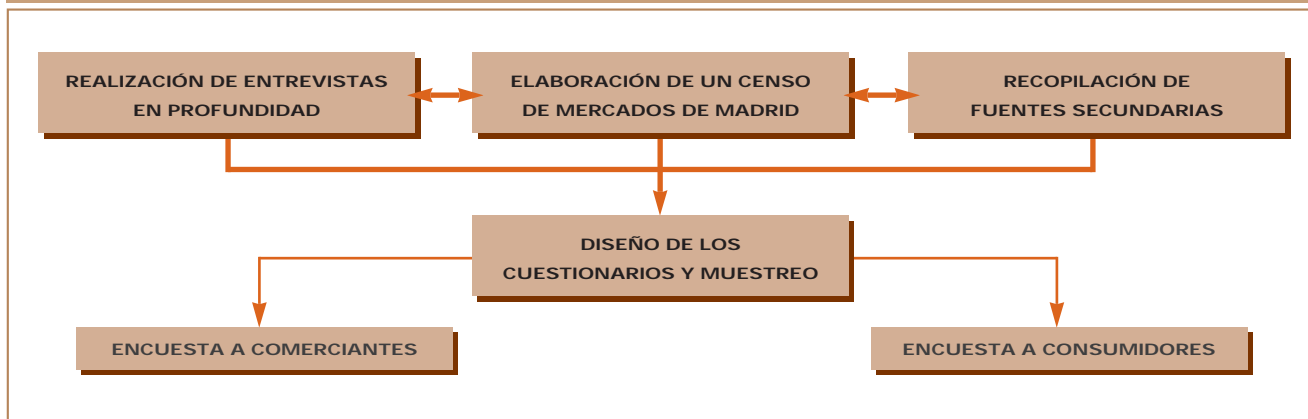 REALIZACIÓN DE ENTREVISTAS
EN PROFUNDIDAD
ELABORACIÓN DE UN CENSO
DE MERCADOS DE MADRID
RECOPILACIÓN DE
FUENTES SECUNDARIAS
DISEÑO DE LOS
CUESTIONARIOS Y MUESTREO
ENCUESTA A COMERCIANTES
ENCUESTA A CONSUMIDORES